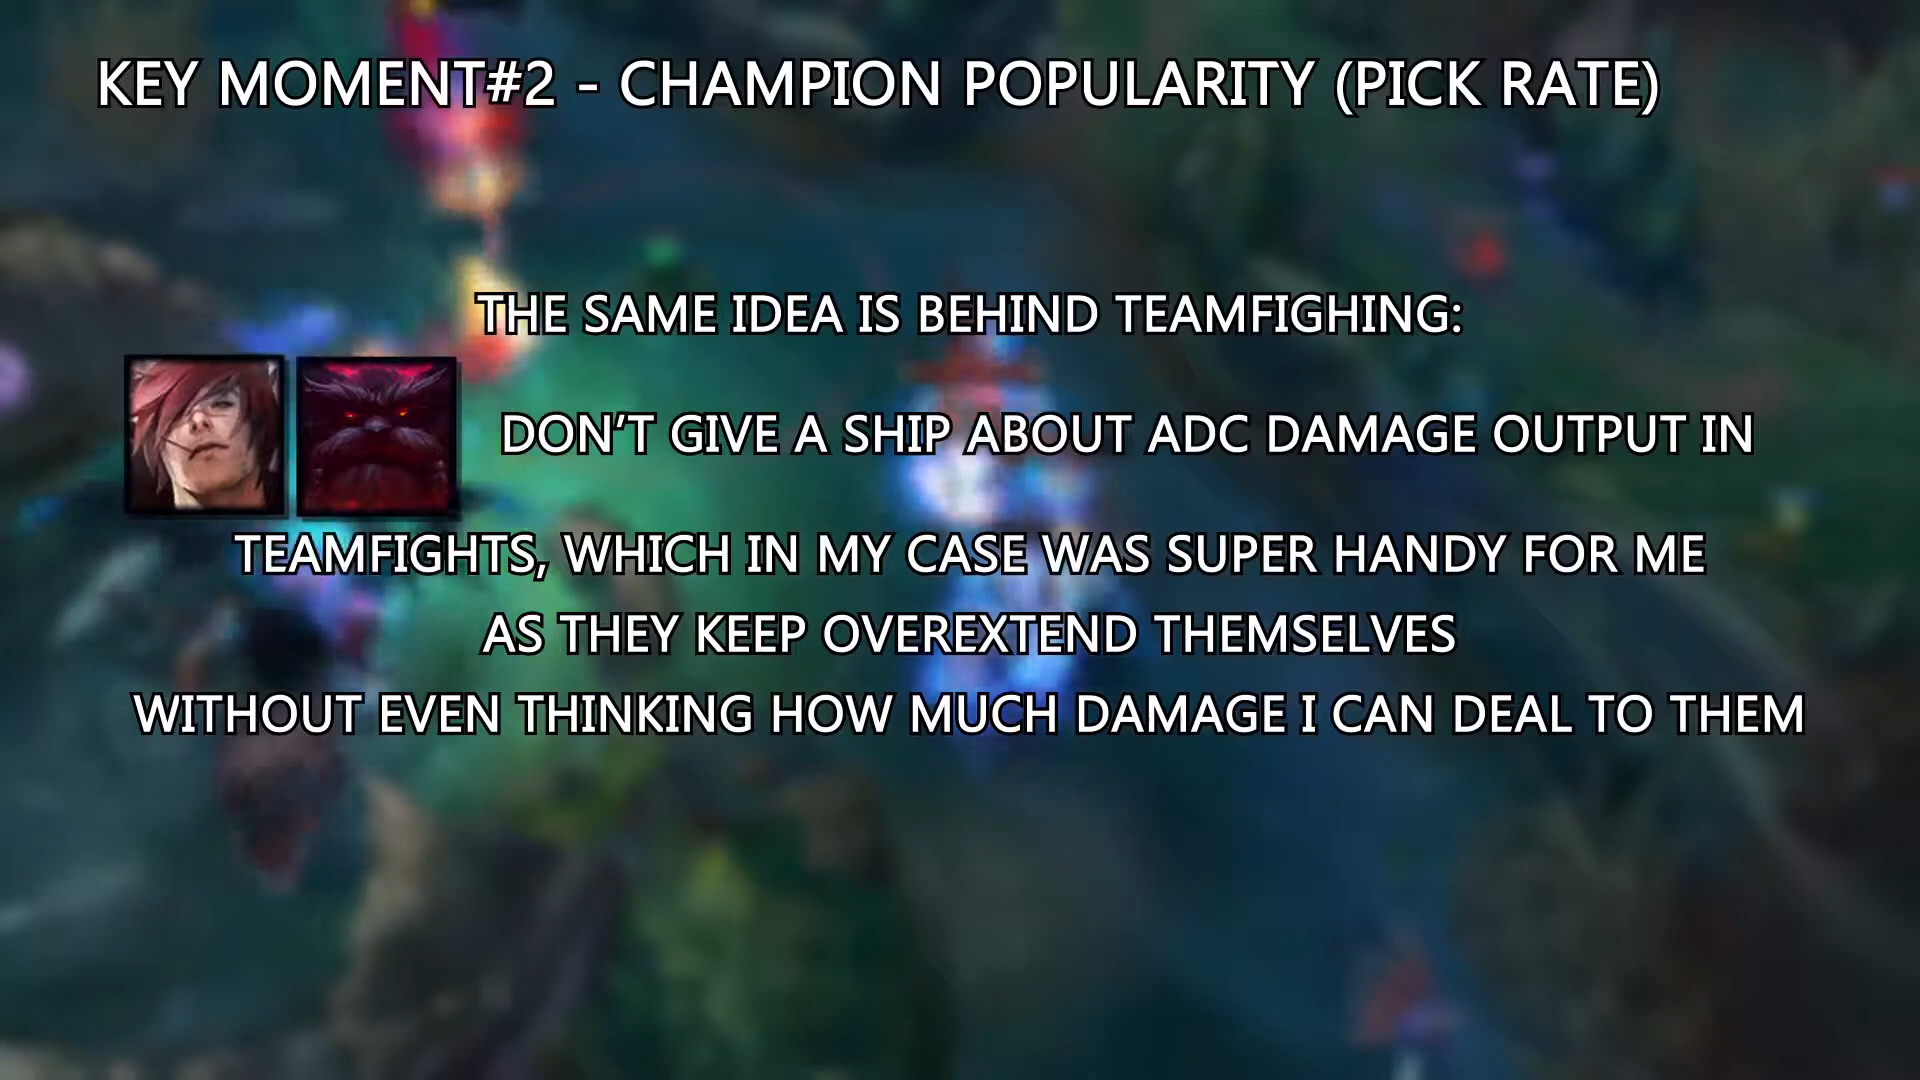 KEY MOMENT#2 - CHAMPION POPULARITY (PICK RATE)
THE SAME IDEA IS BEHIND TEAMFIGHING:
DON'T GIVE A SHIP ABOUT ADC DAMAGE OUTPUT IN
TEAMFIGHTS, WHICH IN MY CASE WAS SUPER HANDY FOR ME
AS THEY KEEP OVEREXTEND THEMSELVES
WITHOUT EVEN THINKING HOW MUCH DAMAGE I CAN DEAL TO THEM